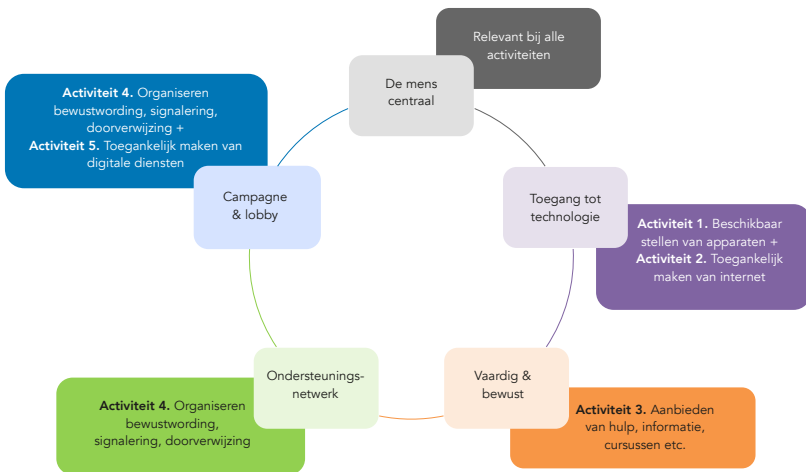 Relevant bij alle
activiteiten
De mens
centraal
Activiteit 4. Organiseren
bewustwording, signalering,
doorverwijzing +
Activiteit 5. Toegankelijk maken van
digitale diensten
Campagne
& lobby
Toegang tot
technologie
Activiteit 1. Beschikbaar
stellen van apparaten +
Activiteit 2. Toegankelijk
maken van internet
Ondersteunings-
netwerk
Activiteit 4. Organiseren
bewustwording,
signalering, doorverwijzing
Vaardig &
bewust
Activiteit 3. Aanbieden
van hulp, informatie,
cursussen etc.